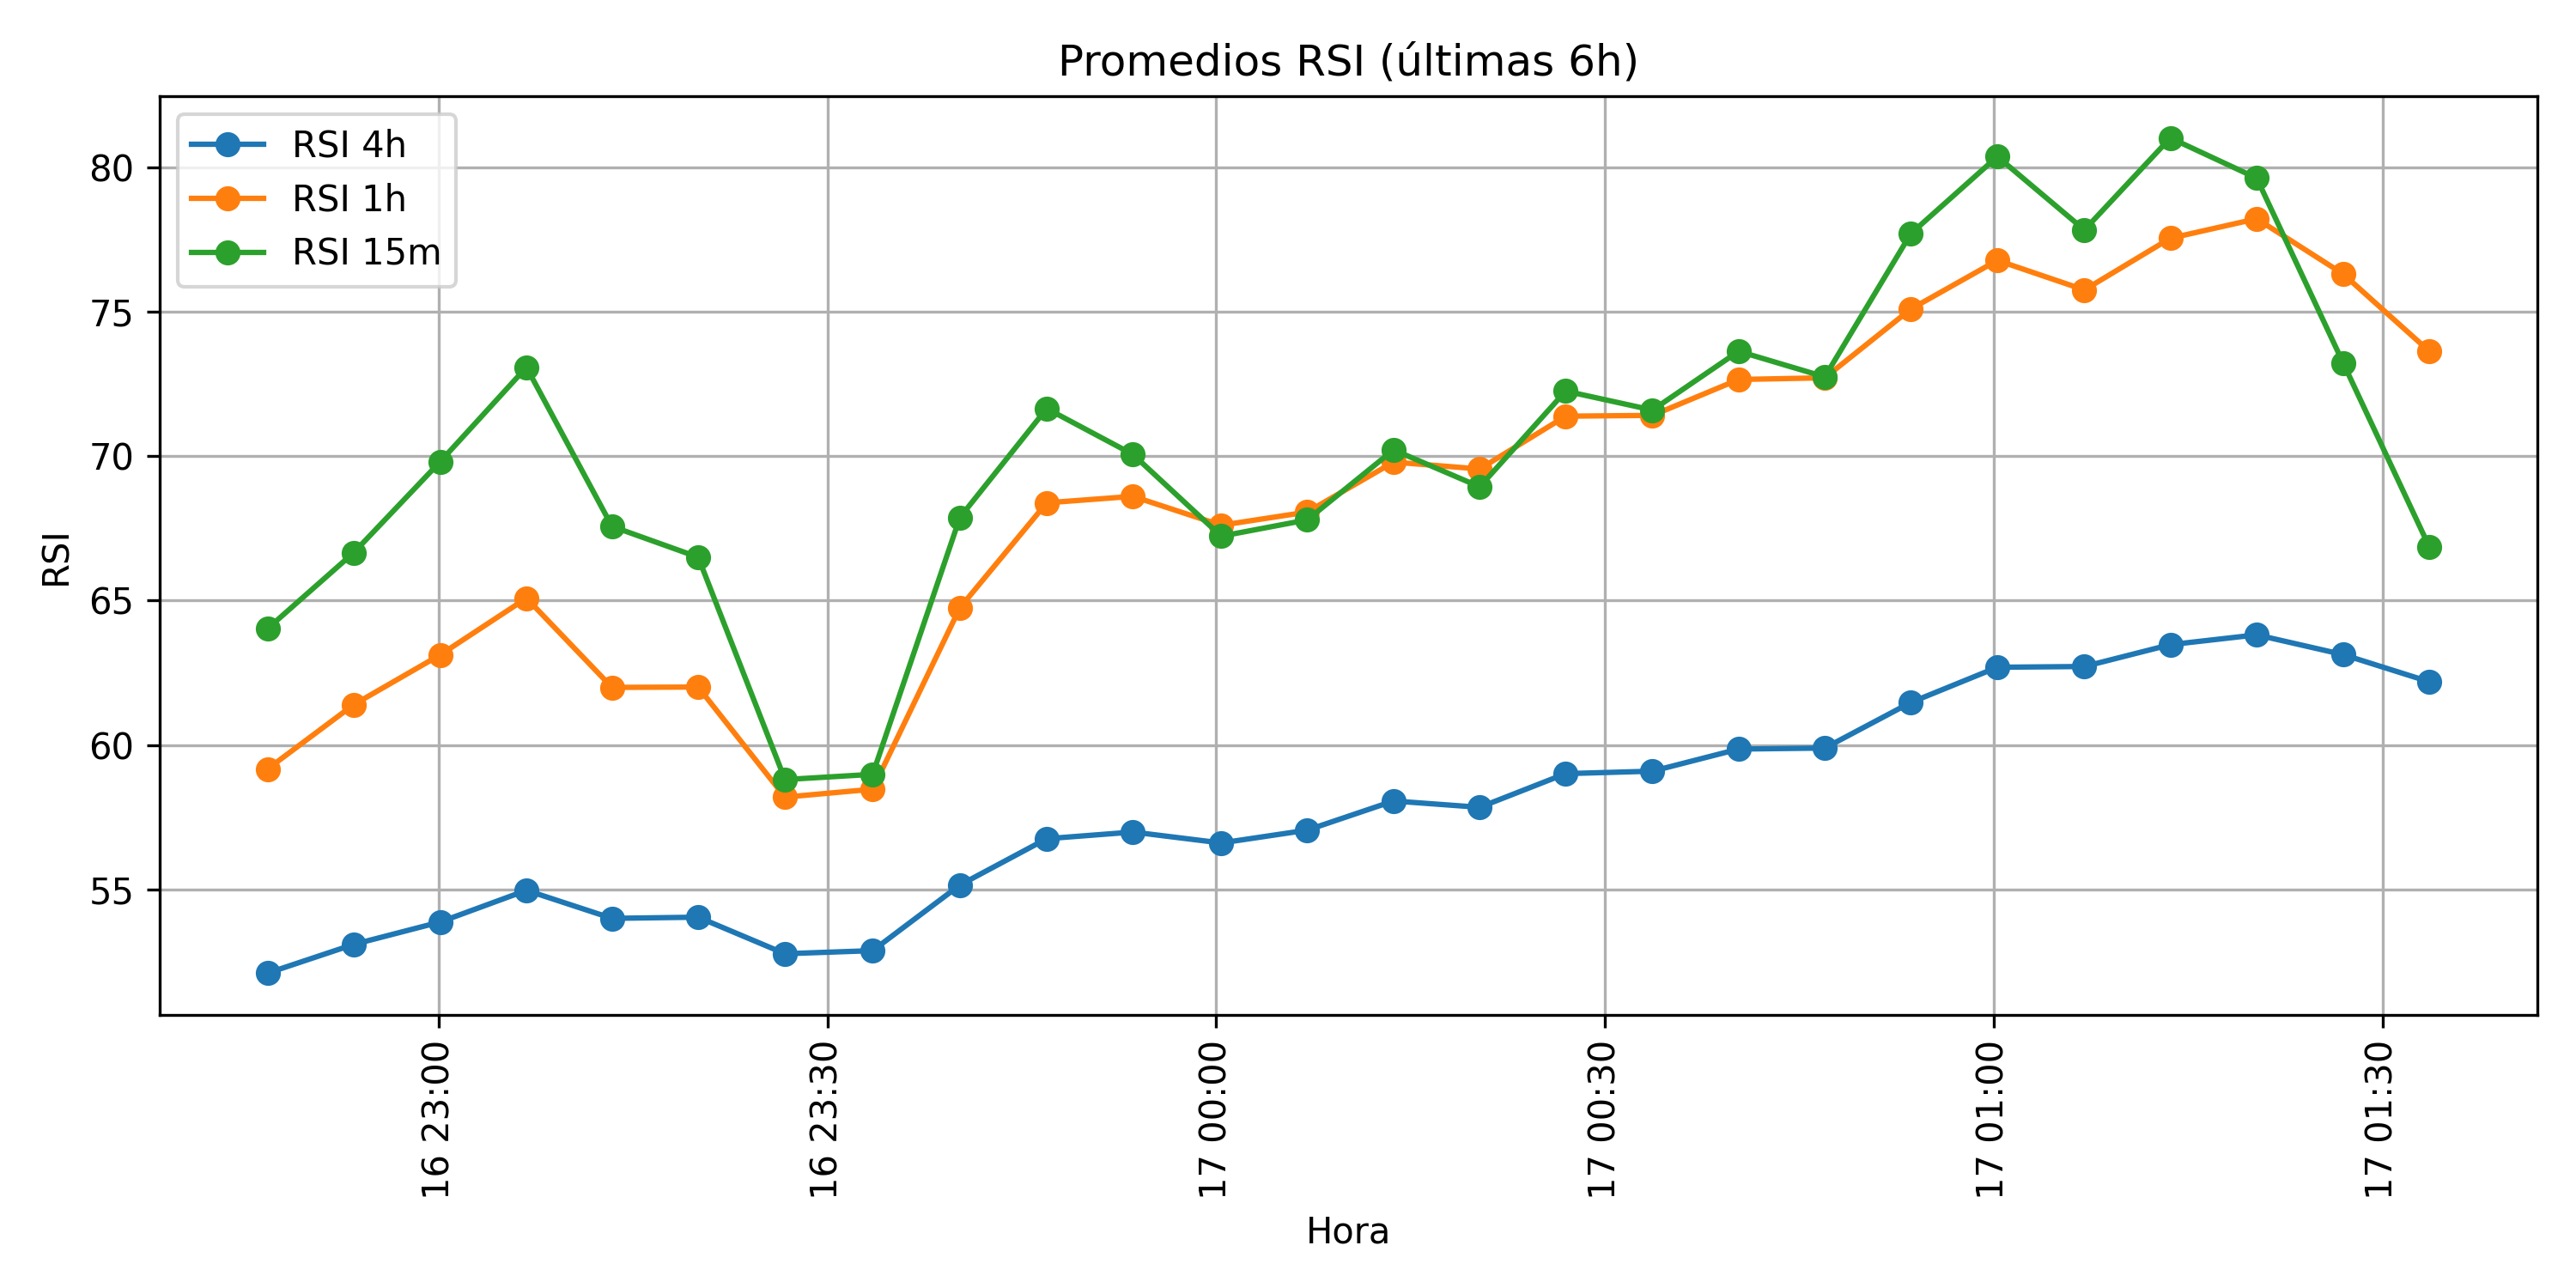 Promedios RSI (últimas 6h)
RSI 4h
RSI 1h
RSI 15m
80
75
70
65
60
55
RSI
16 23:00
16 23:30
17 00:00
17 00:30
17 01:00
17 01:30
Hora